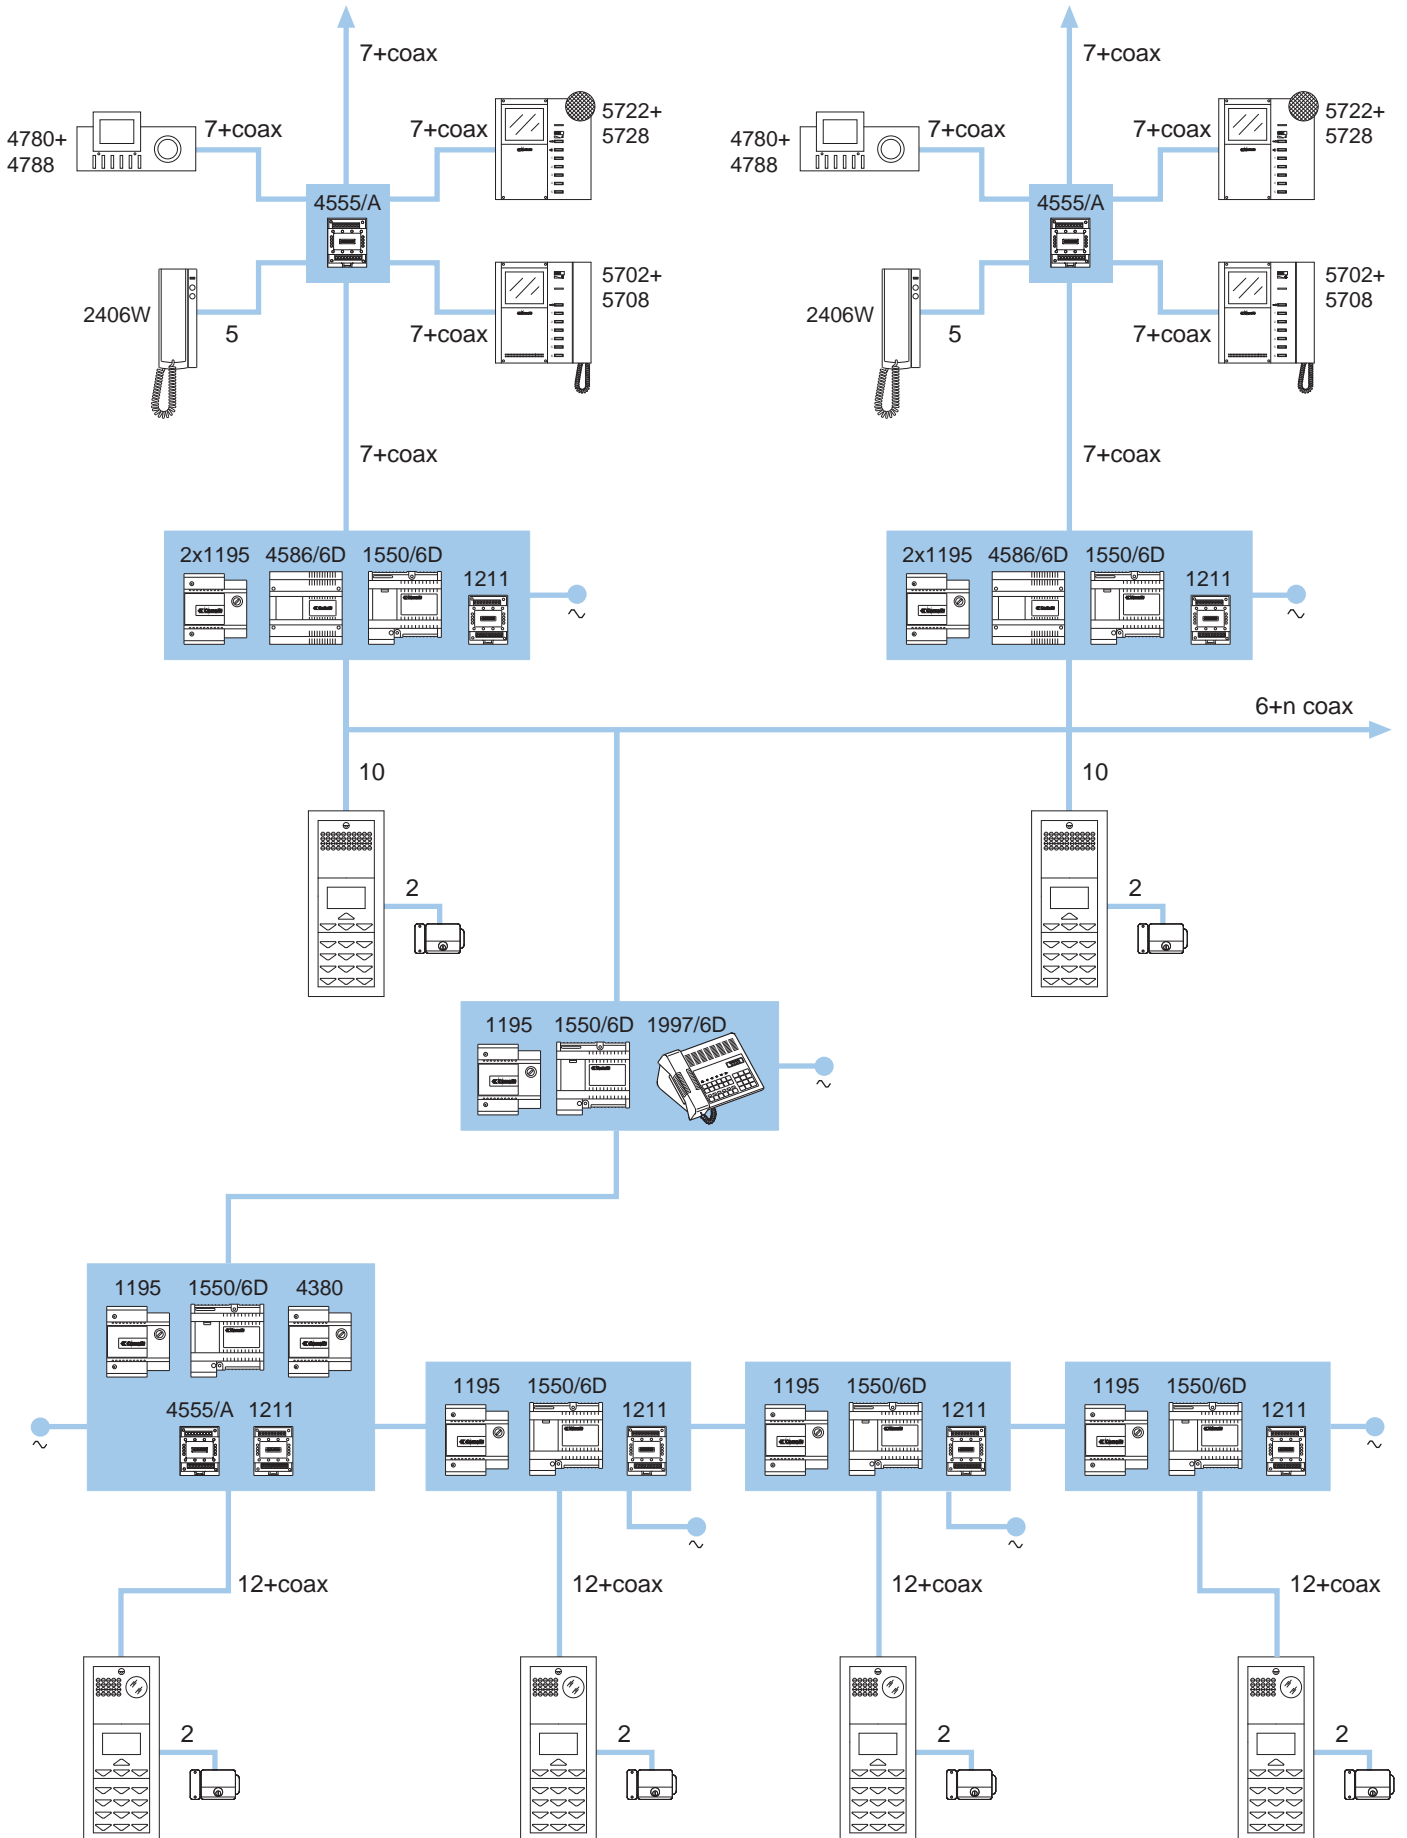 7+coax
7+coax
4780+
4788
7+coax
7+coax
5722+
5728
4780+
4788
7+coax
7+coax
5722+
5728
4555/A
4555/A
2406W
5
7+coax
5702+
5708
2406W
5
7+coax
5702+
5708
7+coax
7+coax
2x1195
4586/6D
1550/6D
1211
~
2x1195
4586/6D
1550/6D
1211
~
6+n coax
10
10
2
2
1195
1550/6D
1997/6D
~
1195
1550/6D
4380
4555/A
1211
~
1195
1550/6D
1211
~
1195
1550/6D
1211
~
1195
1550/6D
1211
~
12+coax
12+coax
12+coax
12+coax
2
2
2
2